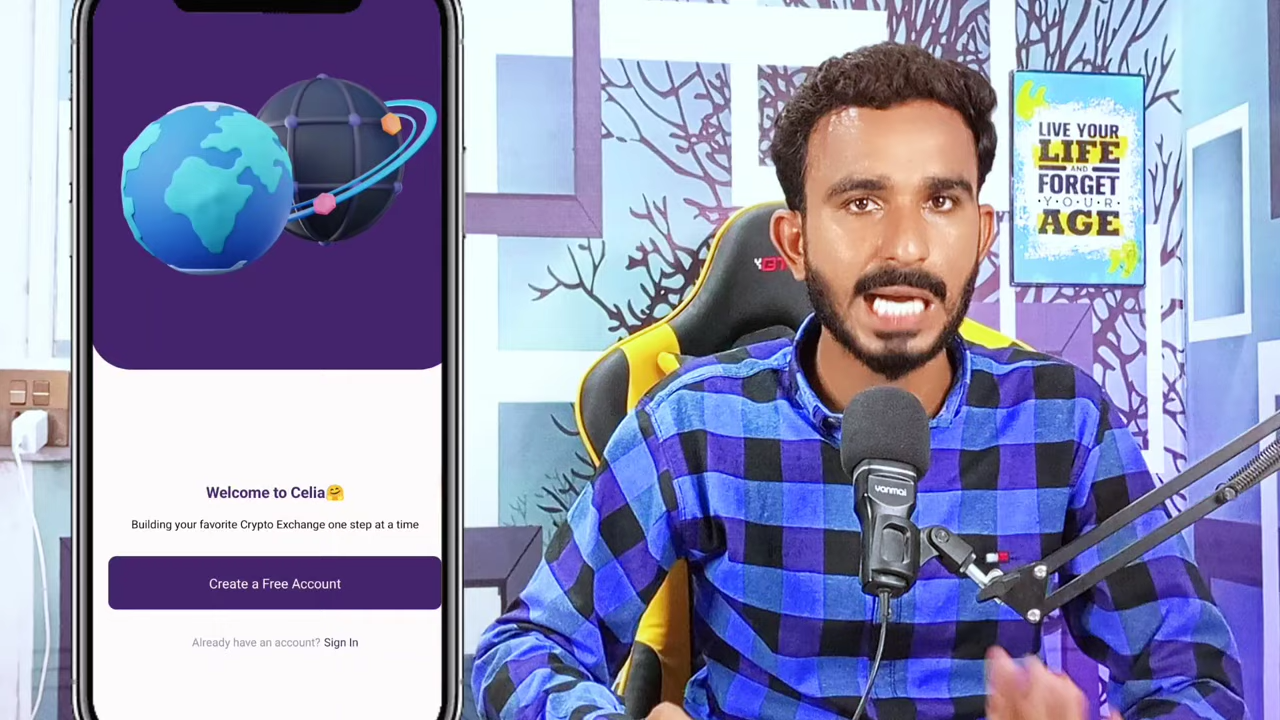 Welcome to Celia🤗
Building your favorite Crypto Exchange one step at a time
Create a Free Account
Already have an account? Sign In
LIVE YOUR
LIFE
AND
FORGET
·Y·O·U·R·
AGE
vanmai